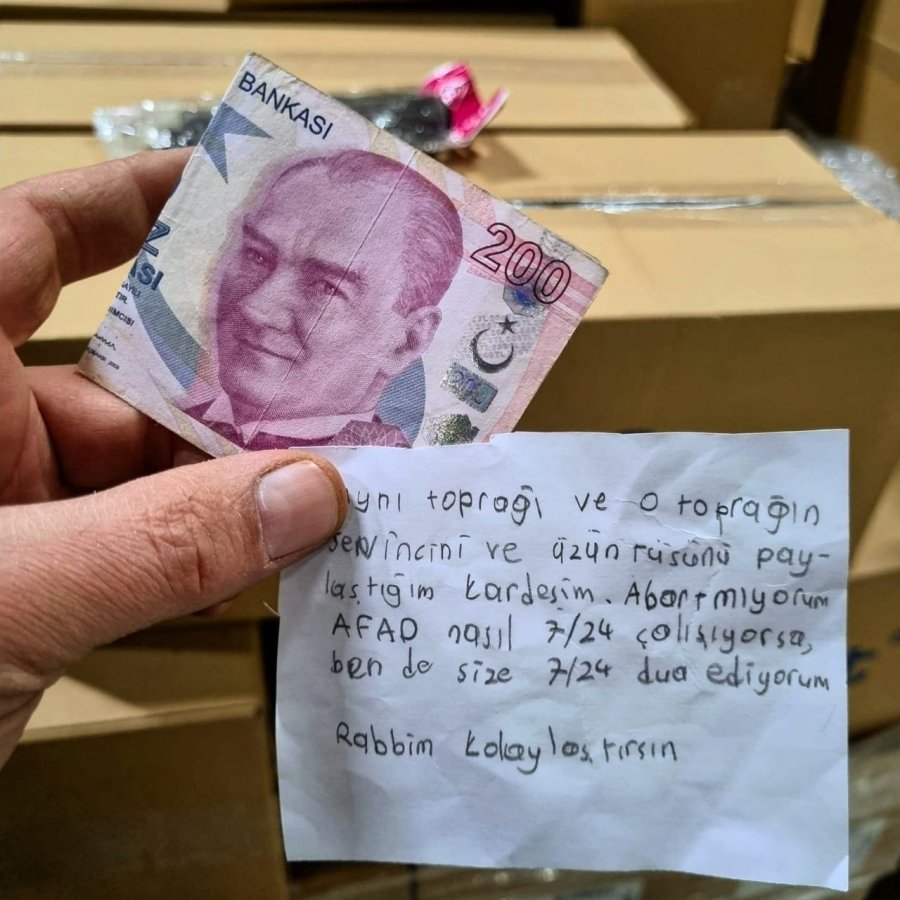 BANKASI
200
Z
ASI
aynı toprağı ve o toprağın
sevincini ve üzüntüsünü pay-
laştığım kardeşim. Abartmıyorum
AFAD nasıl 7/24 çalışıyorsa,
ben de size 7/24 dua ediyorum
Rabbim kolaylaştırsın